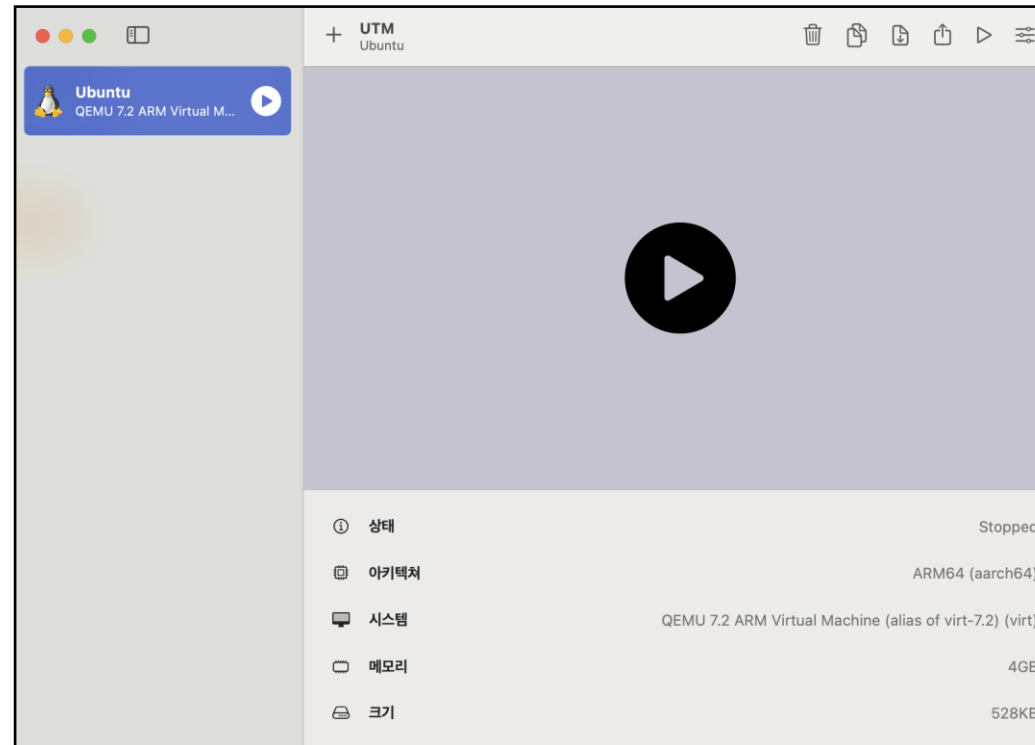 UTM
Ubuntu
Ubuntu
QEMU 7.2 ARM Virtual M...
상태 Stopped
아키텍쳐 ARM64 (aarch64)
시스템 QEMU 7.2 ARM Virtual Machine (alias of virt-7.2) (virt)
메모리 4GB
크기 528KB